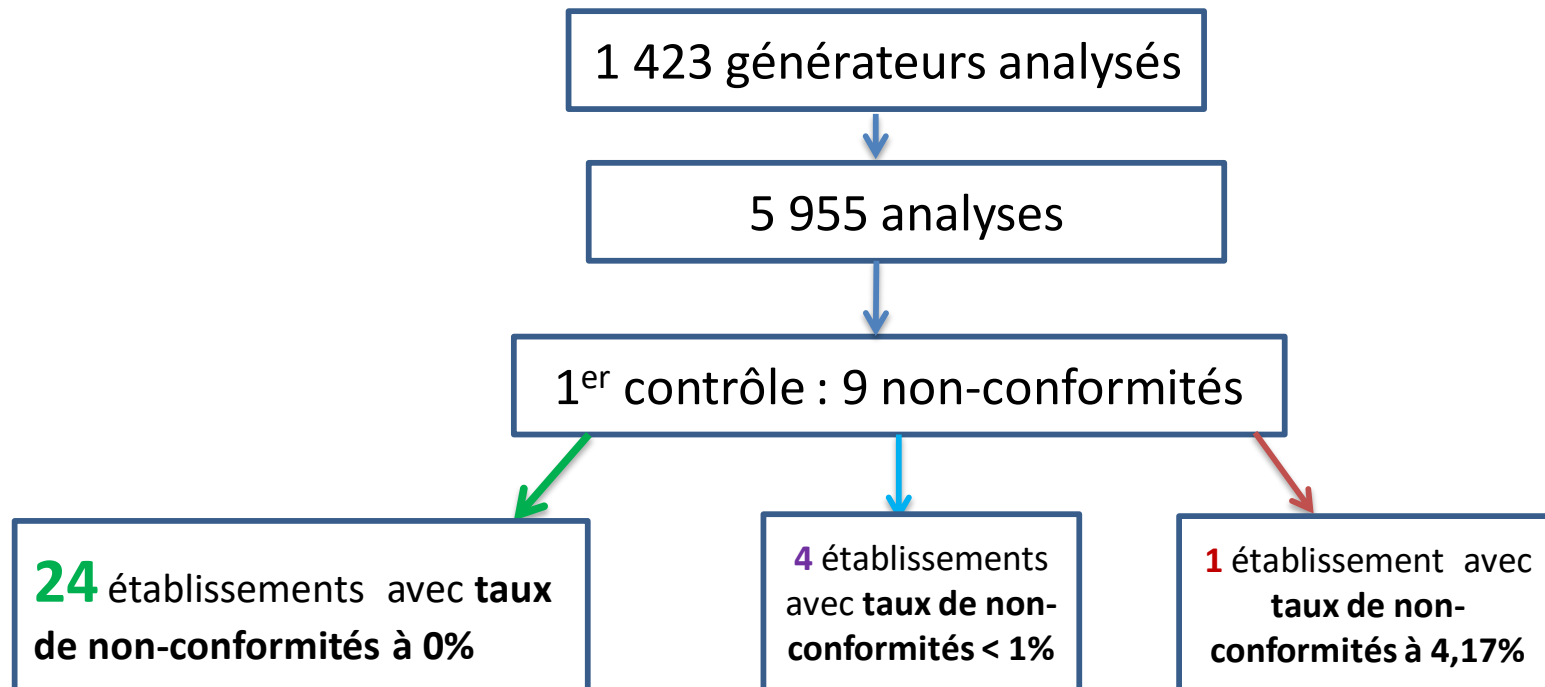 1 423 générateurs analysés
5 955 analyses
1er contrôle : 9 non-conformités
24 établissements avec taux
de non-conformités à 0%
4 établissements
avec taux de non-
conformités < 1%
1 établissement avec
taux de non-
conformités à 4,17%